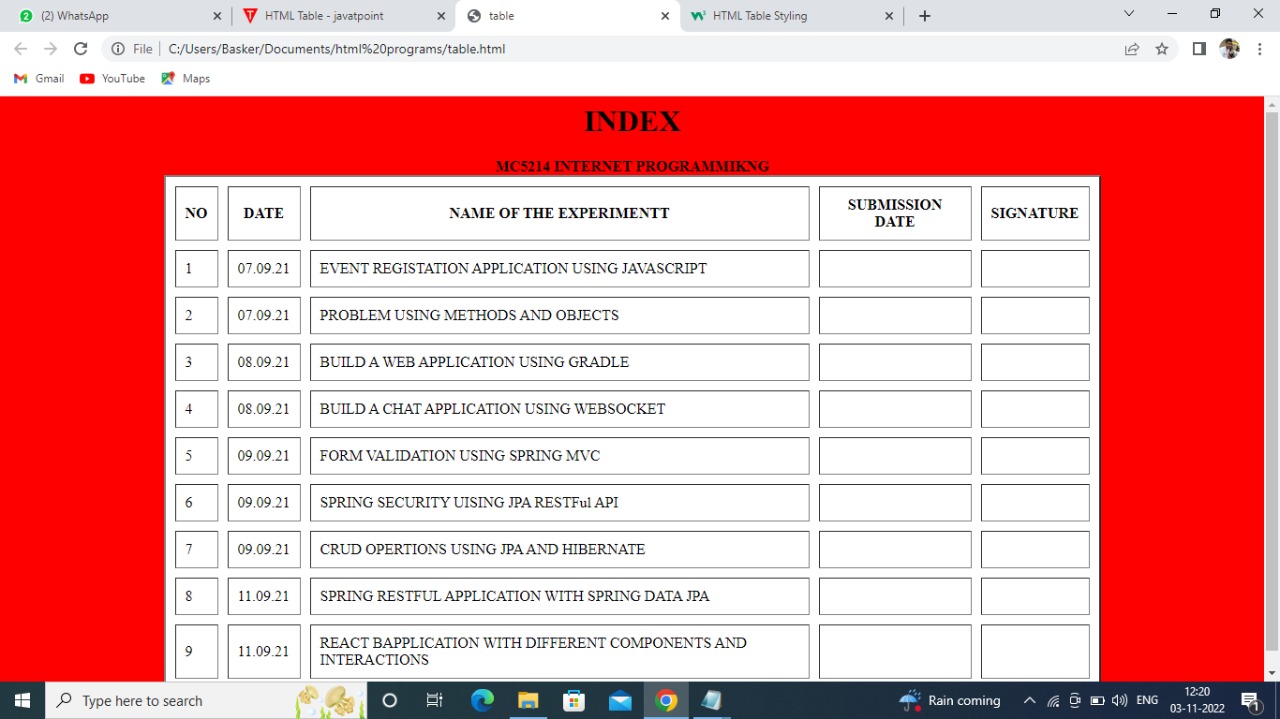 2 (2) WhatsApp
HTML Table - javatpoint
table
W3 HTML Table Styling
File C:/Users/Basker/Documents/html%20programs/table.html
Gmail YouTube Maps
INDEX
MC5214 INTERNET PROGRAMMIKNG
NO DATE NAME OF THE EXPERIMENTT SUBMISSION DATE SIGNATURE
1 07.09.21 EVENT REGISTATION APPLICATION USING JAVASCRIPT
2 07.09.21 PROBLEM USING METHODS AND OBJECTS
3 08.09.21 BUILD A WEB APPLICATION USING GRADLE
4 08.09.21 BUILD A CHAT APPLICATION USING WEBSOCKET
5 09.09.21 FORM VALIDATION USING SPRING MVC
6 09.09.21 SPRING SECURITY UISING JPA RESTFul API
7 09.09.21 CRUD OPERTIONS USING JPA AND HIBERNATE
8 11.09.21 SPRING RESTFUL APPLICATION WITH SPRING DATA JPA
9 11.09.21 REACT BAPPLICATION WITH DIFFERENT COMPONENTS AND
INTERACTIONS
Type here to search
Rain coming
ENG
12:20
03-11-2022
1